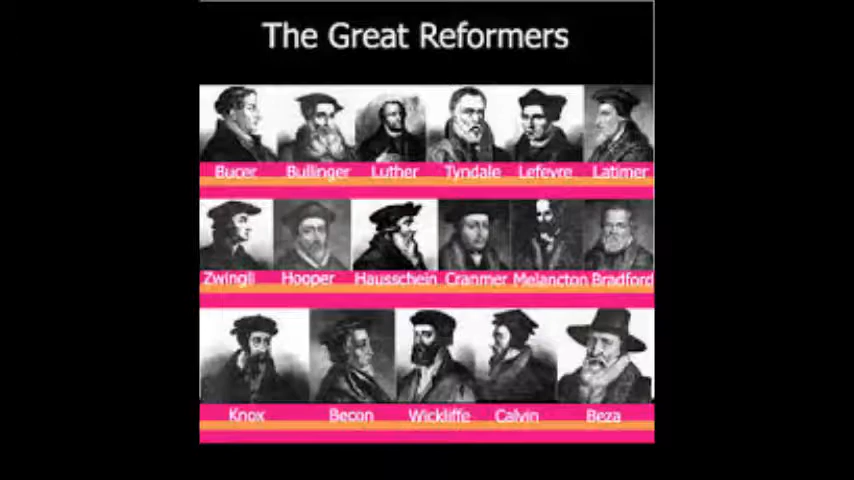 The Great Reformers
Bucer Bullinger Luther Tyndale Lefevre Latimer
Zwingli Hooper Hausschein Cranmer Melancton Bradford
Knox Becon Wickliffe Calvin Beza